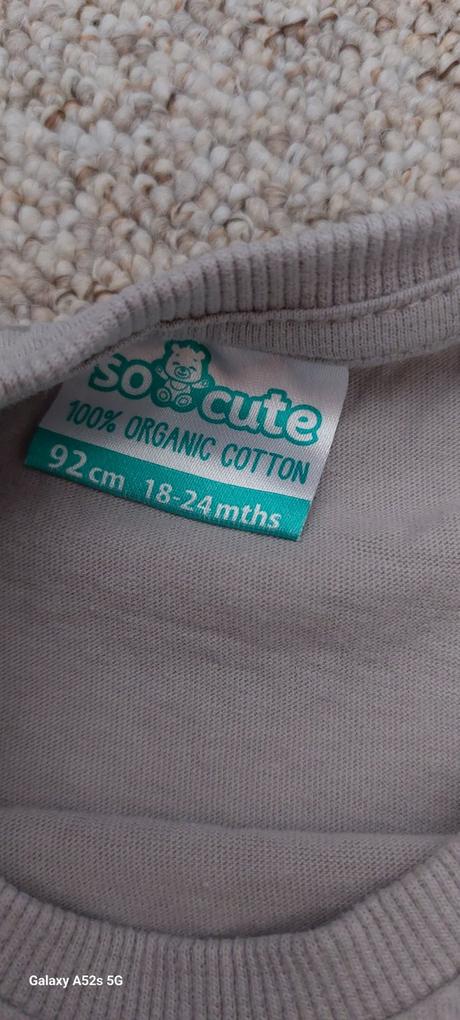 so cute
100% ORGANIC COTTON
92cm 18-24mths
Galaxy A52s 5G